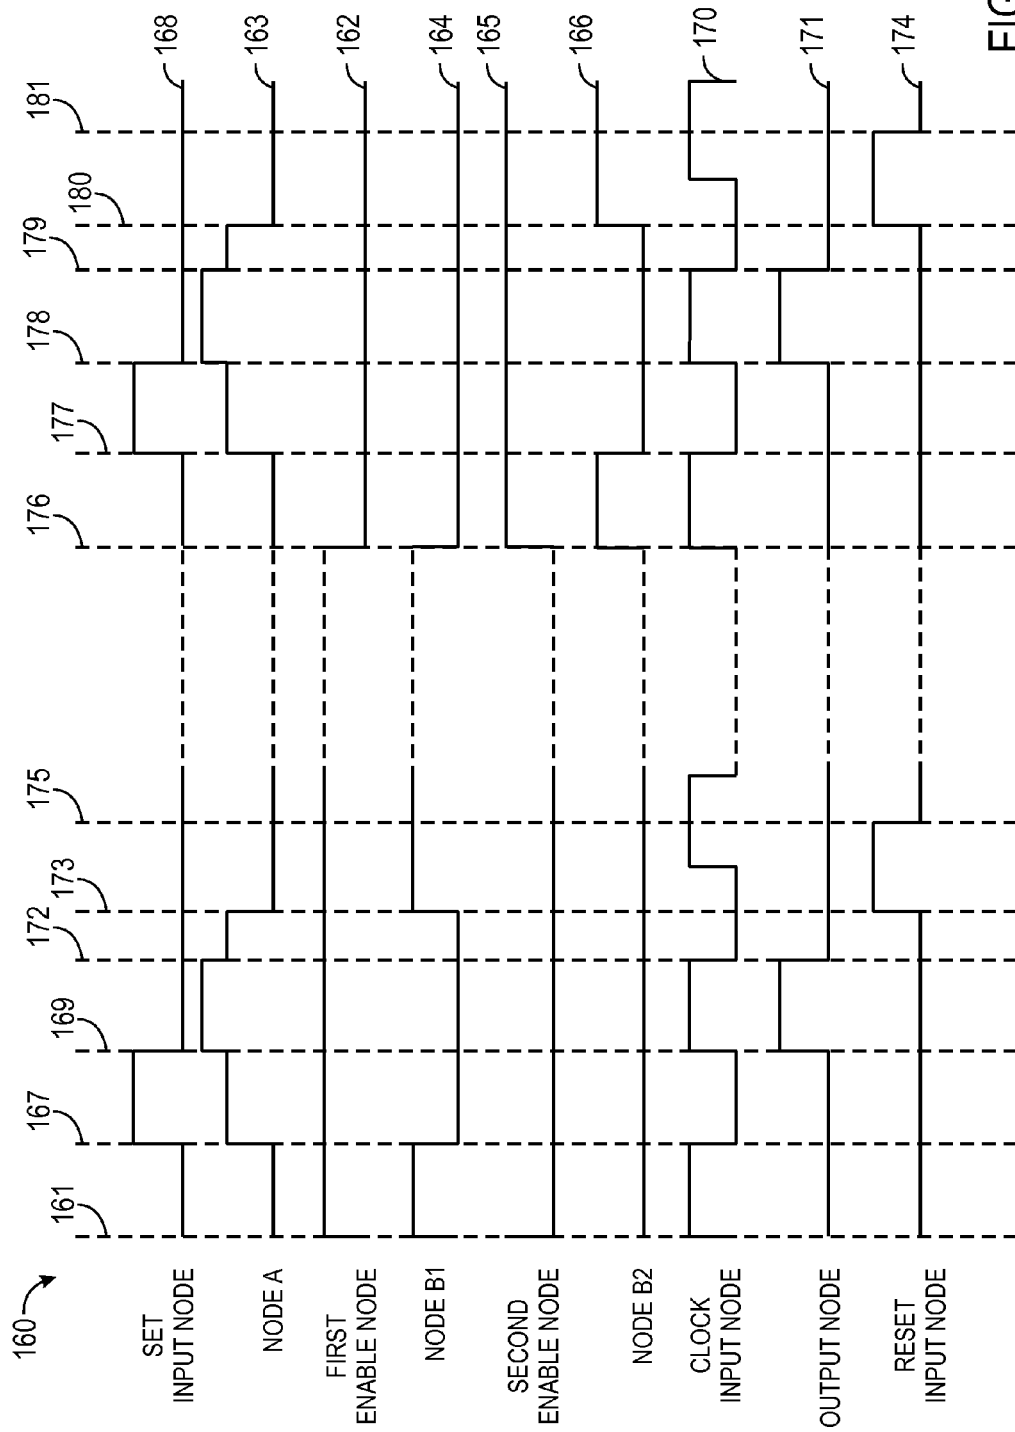 160
161
167
169
172
173
175
176
177
178
179
180
181
SET
INPUT NODE
168
NODE A
163
FIRST
ENABLE NODE
162
NODE B1
164
SECOND
ENABLE NODE
165
NODE B2
166
CLOCK
INPUT NODE
170
OUTPUT NODE
171
RESET
INPUT NODE
174
FIG